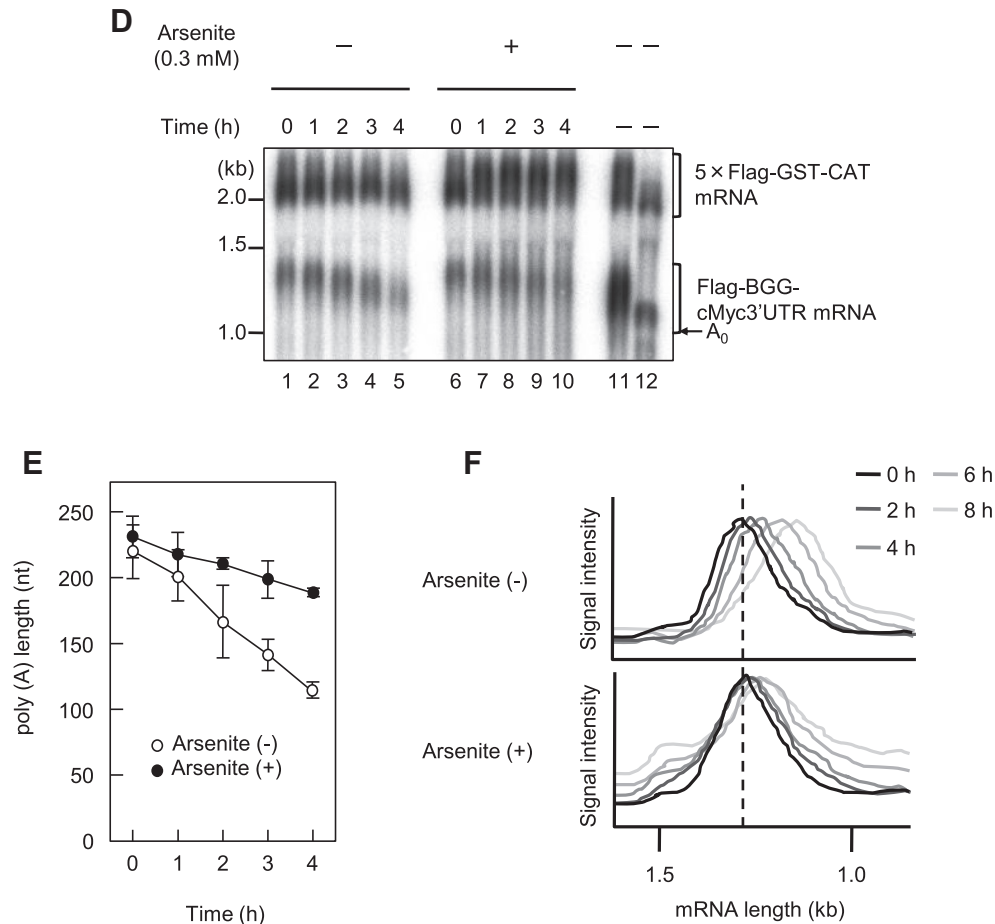 D
Arsenite
(0.3 mM)
− + − −
Time (h) 0 1 2 3 4 0 1 2 3 4 − −
(kb)
2.0
1.5
1.0
5 × Flag-GST-CAT
mRNA
Flag-BGG-
cMyc3'UTR mRNA
A0
1 2 3 4 5 6 7 8 9 10 11 12
E
poly (A) length (nt)
250
200
150
100
50
0
Arsenite (-)
Arsenite (+)
0 1 2 3 4
Time (h)
F
0 h 6 h
2 h 8 h
4 h
Arsenite (-)
Signal intensity
Arsenite (+)
Signal intensity
1.5 1.0
mRNA length (kb)